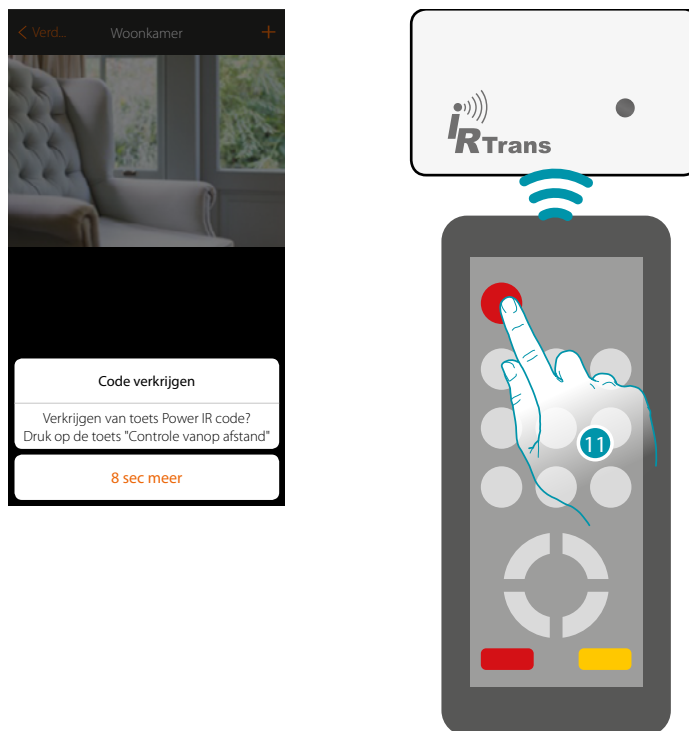 Verd... Woonkamer +
Code verkrijgen
Verkrijgen van toets Power IR code?
Druk op de toets "Controle vanop afstand"
8 sec meer
IRTrans
11